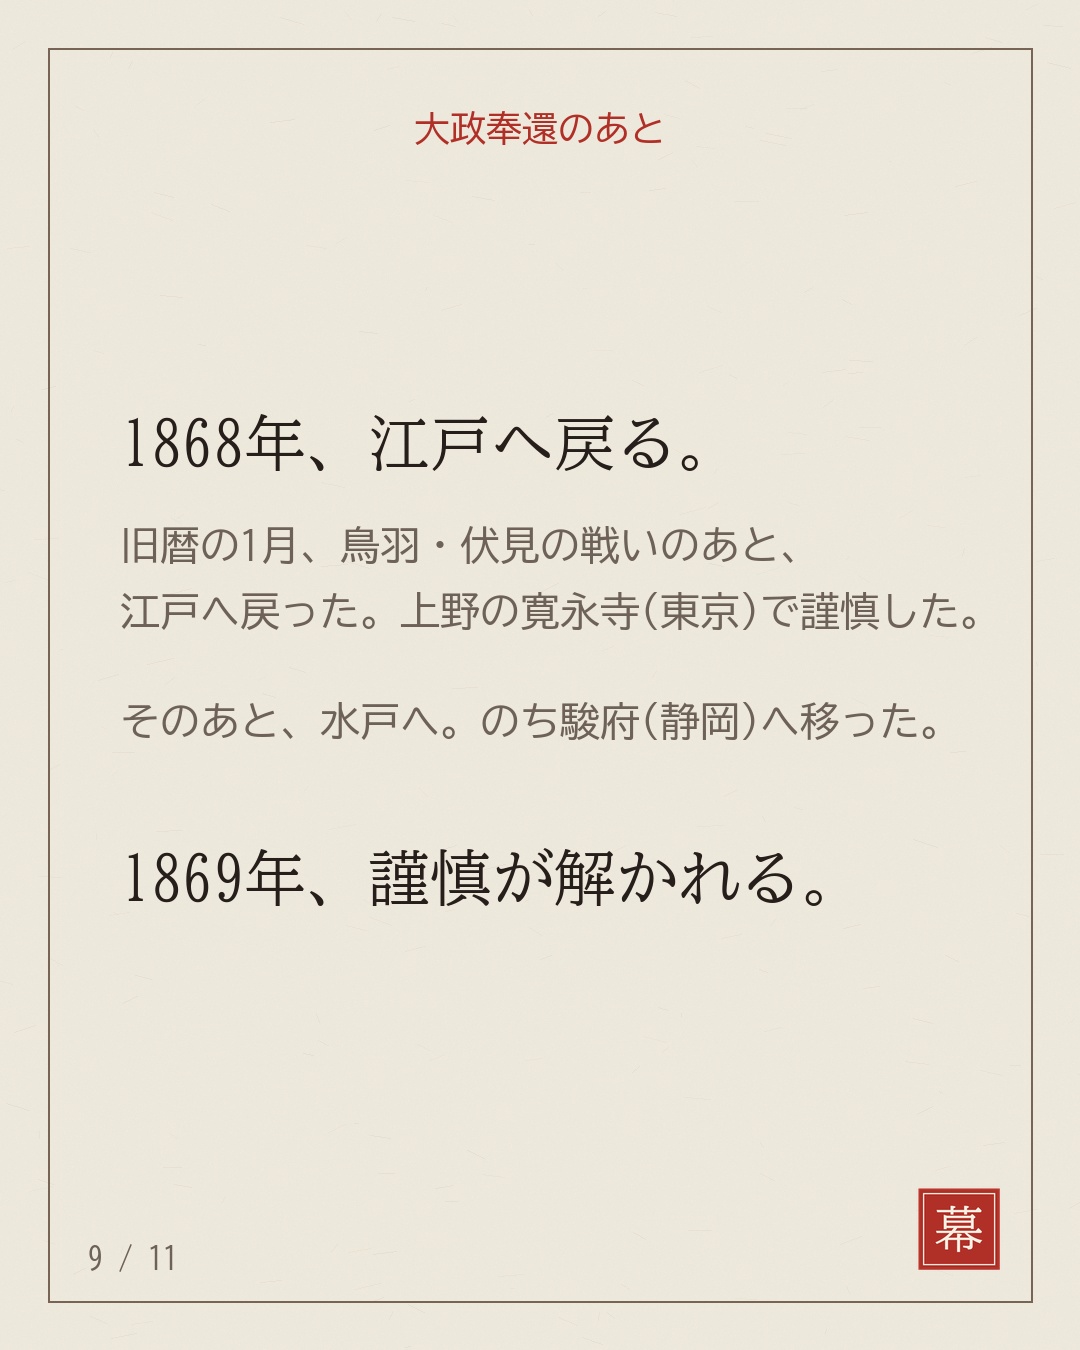 大政奉還のあと
1868年、江戸へ戻る。
旧暦の1月、鳥羽・伏見の戦いのあと、
江戸へ戻った。上野の寛永寺(東京)で謹慎した。
そのあと、水戸へ。のち駿府(静岡)へ移った。
1869年、謹慎が解かれる。
幕
9 / 11